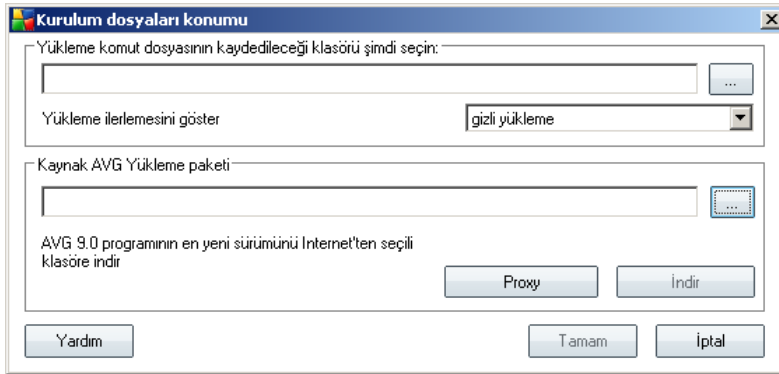 Kurulum dosyaları konumu
Yükleme komut dosyasının kaydedileceği klasörü şimdi seçin:
...
Yükleme ilerlemesini göster
gizli yükleme
Kaynak AVG Yükleme paketi
...
AVG 9.0 programının en yeni sürümünü Internet'ten seçili
klasöre indir
Proxy
İndir
Yardım
Tamam
İptal